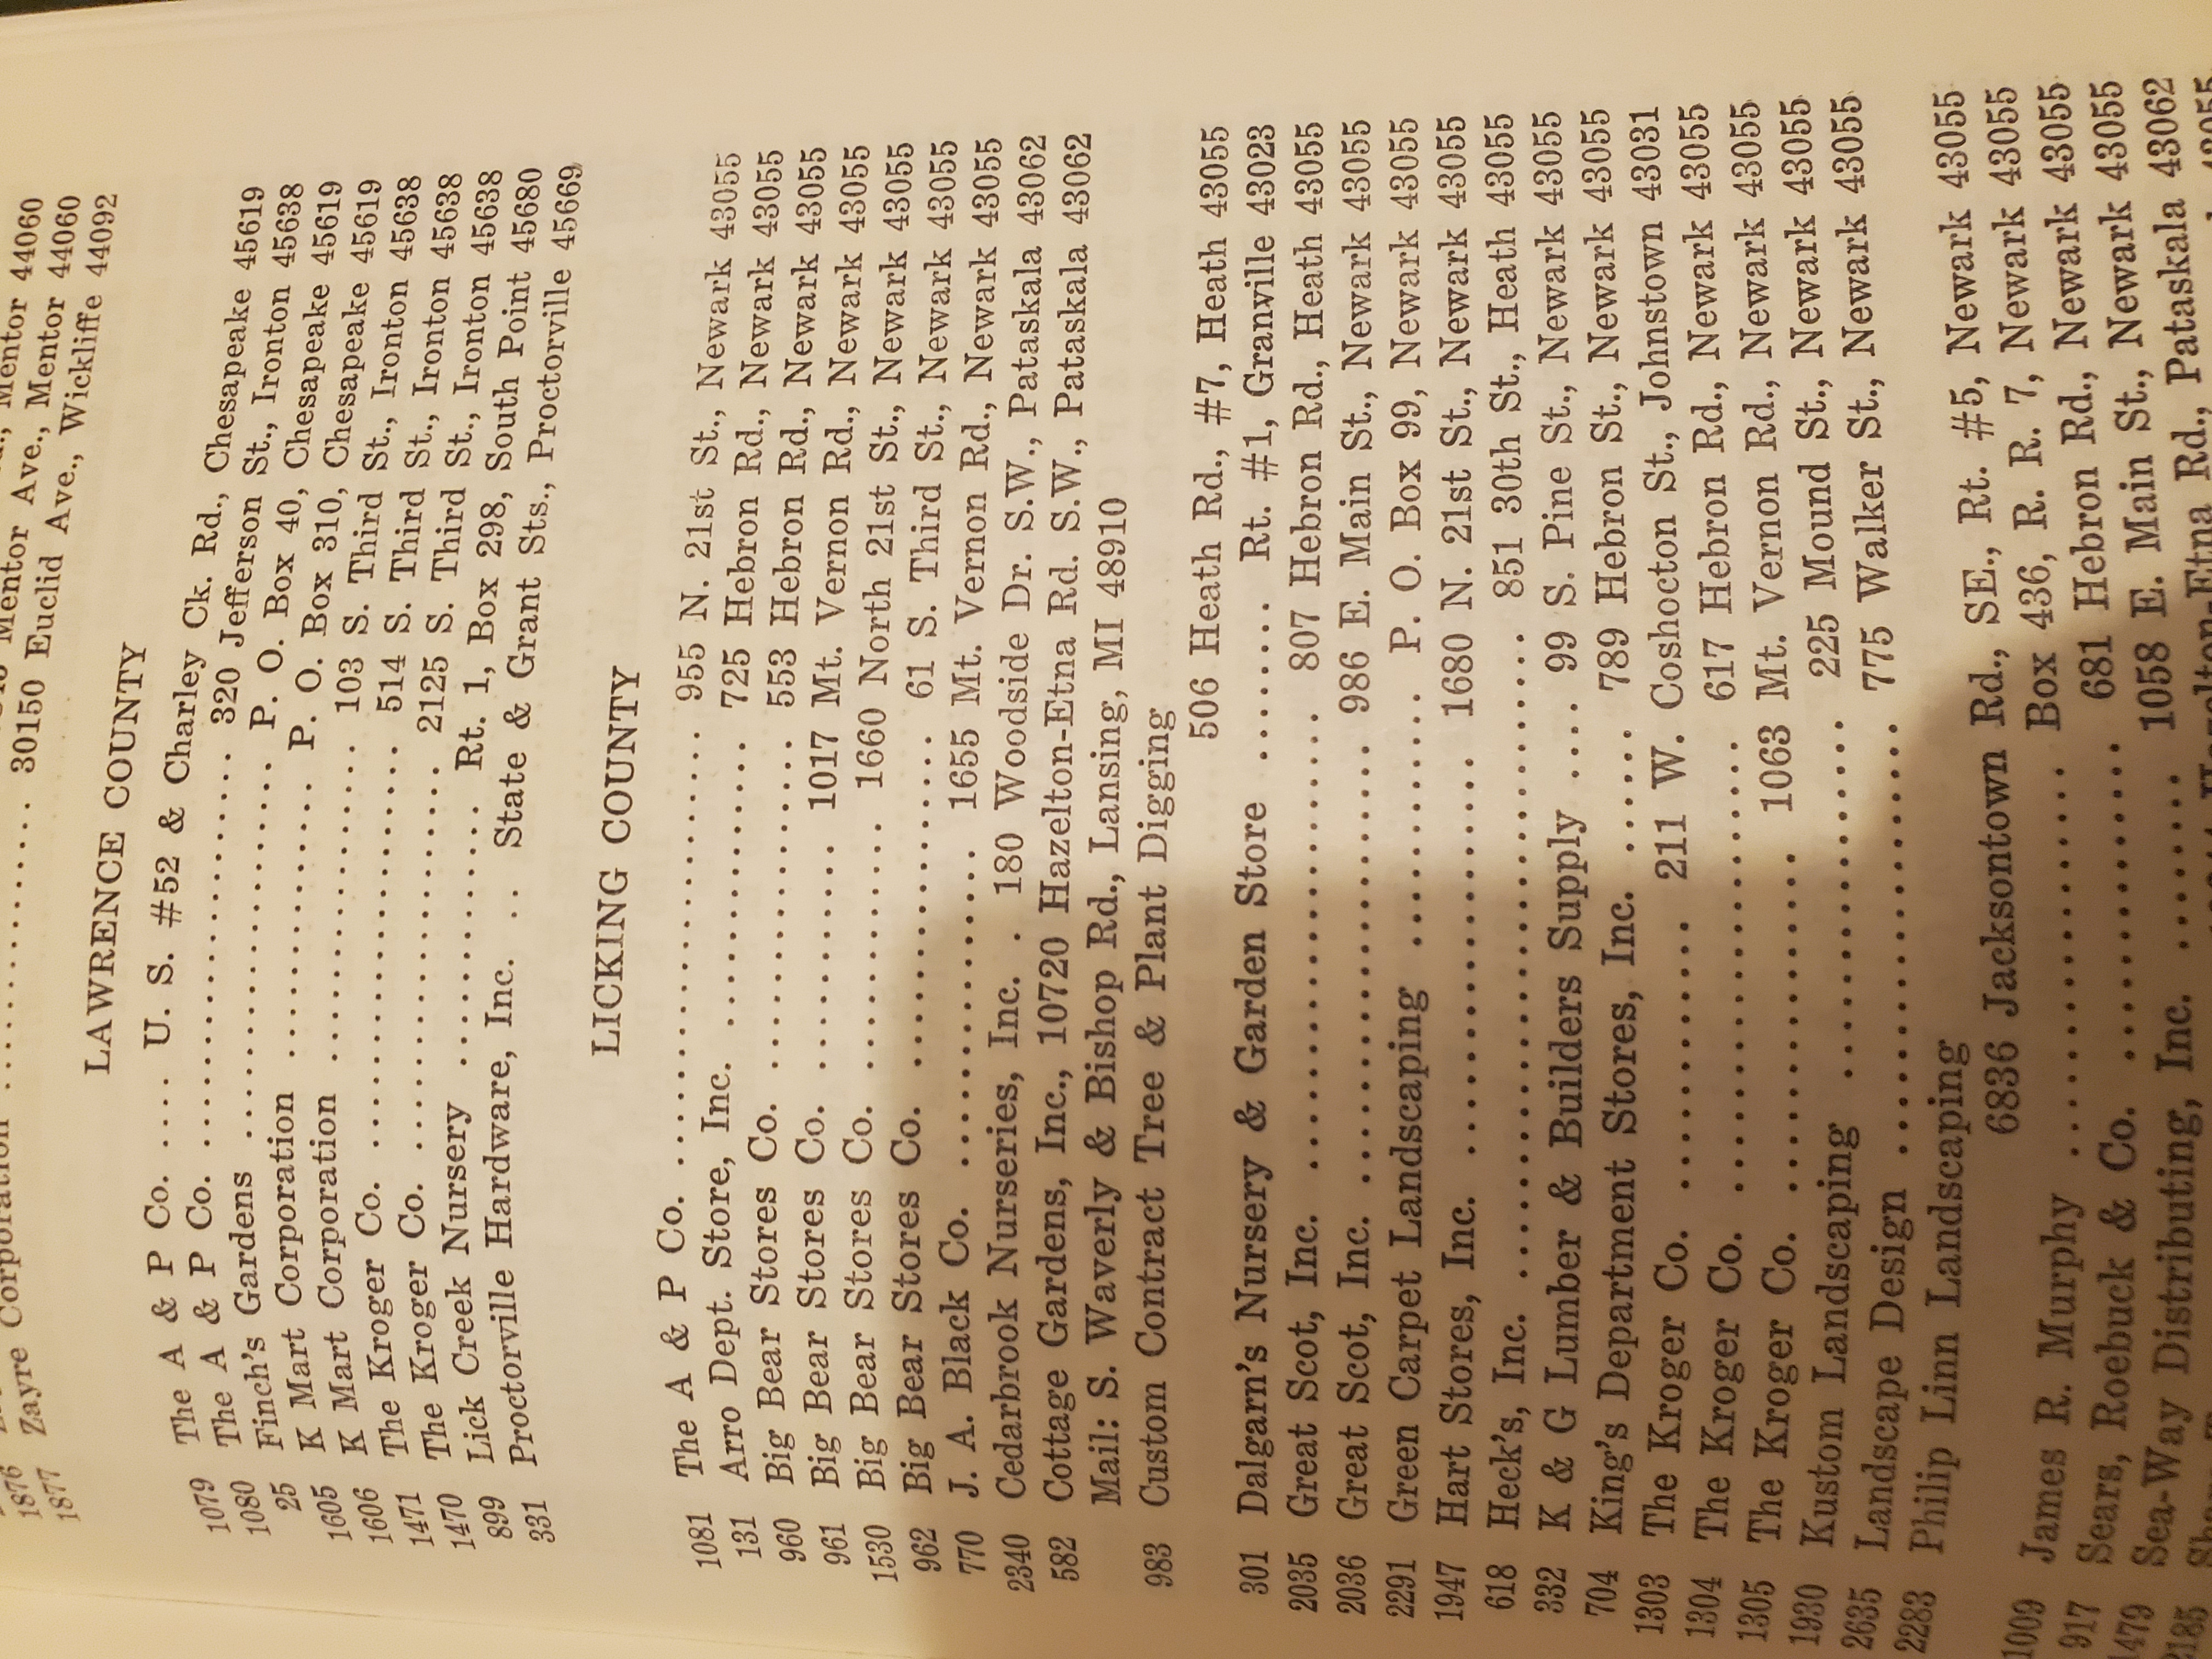 Mentor 44060
1876 Mentor Ave., Mentor 44060
1877 Zayre Corporation .......... 30150 Euclid Ave., Wickliffe 44092
LAWRENCE COUNTY
1079 The A & P Co. .... U. S. #52 & Charley Ck. Rd., Chesapeake 45619
1080 The A & P Co. .......... 320 Jefferson St., Ironton 45638
25 Finch's Gardens .......... P. O. Box 40, Chesapeake 45619
1605 K Mart Corporation .......... P. O. Box 310, Chesapeake 45619
1606 K Mart Corporation .......... 103 S. Third St., Ironton 45638
1471 The Kroger Co. .......... 514 S. Third St., Ironton 45638
1470 The Kroger Co. .......... 2125 S. Third St., Ironton 45638
899 Lick Creek Nursery .......... Rt. 1, Box 298, South Point 45680
331 Proctorville Hardware, Inc. .. State & Grant Sts., Proctorville 45669
LICKING COUNTY
1081 The A & P Co. .......... 955 N. 21st St., Newark 43055
131 Arro Dept. Store, Inc. .......... 725 Hebron Rd., Newark 43055
960 Big Bear Stores Co. .......... 553 Hebron Rd., Newark 43055
961 Big Bear Stores Co. .......... 1017 Mt. Vernon Rd., Newark 43055
1530 Big Bear Stores Co. .......... 1660 North 21st St., Newark 43055
962 Big Bear Stores Co. .......... 61 S. Third St., Newark 43055
770 J. A. Black Co. .......... 1655 Mt. Vernon Rd., Newark 43055
2340 Cedarbrook Nurseries, Inc. . 180 Woodside Dr. S.W., Pataskala 43062
582 Cottage Gardens, Inc., 10720 Hazelton-Etna Rd. S.W., Pataskala 43062
Mail: S. Waverly & Bishop Rd., Lansing, MI 48910
983 Custom Contract Tree & Plant Digging
506 Heath Rd., #7, Heath 43055
301 Dalgarn's Nursery & Garden Store ....... Rt. #1, Granville 43023
2035 Great Scot, Inc. .......... 807 Hebron Rd., Heath 43055
2036 Great Scot, Inc. .......... 986 E. Main St., Newark 43055
2291 Green Carpet Landscaping .......... P. O. Box 99, Newark 43055
1947 Hart Stores, Inc. .......... 1680 N. 21st St., Newark 43055
618 Heck's, Inc. .......... 851 30th St., Heath 43055
332 K & G Lumber & Builders Supply .... 99 S. Pine St., Newark 43055
704 King's Department Stores, Inc. ..... 789 Hebron St., Newark 43055
1303 The Kroger Co. .......... 211 W. Coshocton St., Johnstown 43031
1304 The Kroger Co. .......... 617 Hebron Rd., Newark 43055
1305 The Kroger Co. .......... 1063 Mt. Vernon Rd., Newark 43055
1930 Kustom Landscaping .......... 225 Mound St., Newark 43055
2635 Landscape Design .......... 775 Walker St., Newark 43055
2283 Philip Linn Landscaping
6836 Jacksontown Rd., SE., Rt. #5, Newark 43055
1009 James R. Murphy .......... Box 436, R. R. 7, Newark 43055
917 Sears, Roebuck & Co. .......... 681 Hebron Rd., Newark 43055
479 Sea-Way Distributing, Inc. ....... 1058 E. Main St., Newark 43055
2185 Hazelton-Etna Rd., Pataskala 43062